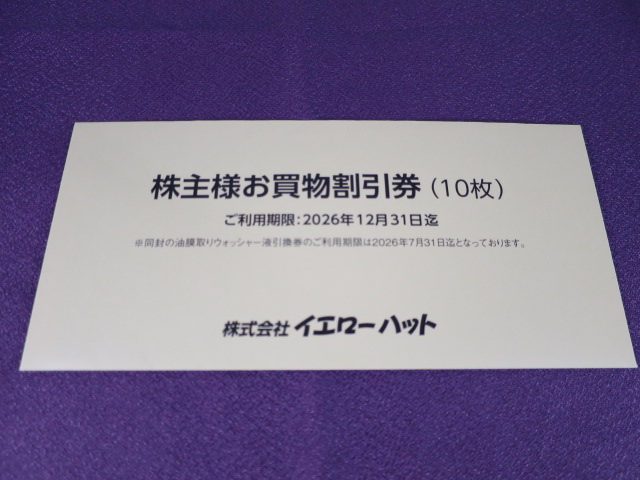 株主様お買物割引券（10枚）
ご利用期限：2026年12月31日迄
※同封の油膜取りウォッシャー液引換券のご利用期限は2026年7月31日迄となっております。
株式会社 イエローハット